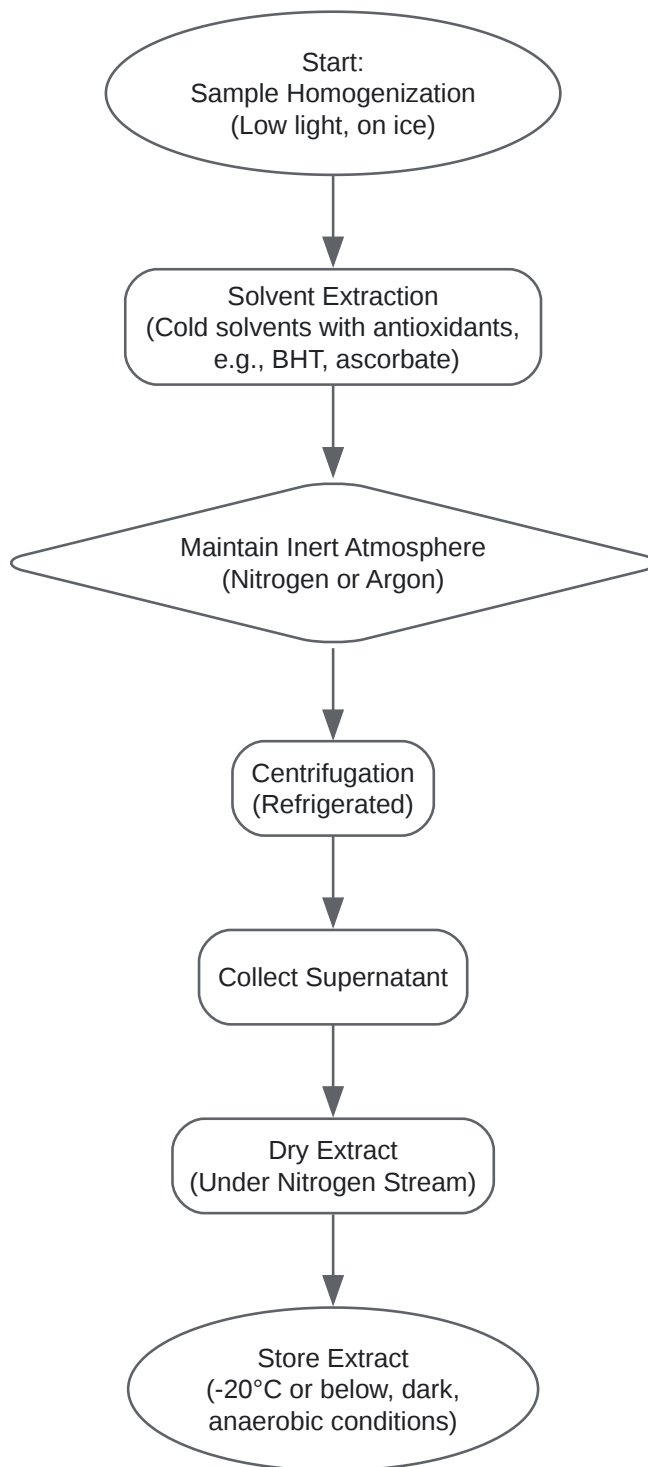 Start:
Sample Homogenization
(Low light, on ice)
Solvent Extraction
(Cold solvents with antioxidants,
e.g., BHT, ascorbate)
Maintain Inert Atmosphere
(Nitrogen or Argon)
Centrifugation
(Refrigerated)
Collect Supernatant
Dry Extract
(Under Nitrogen Stream)
Store Extract
(-20°C or below, dark,
anaerobic conditions)